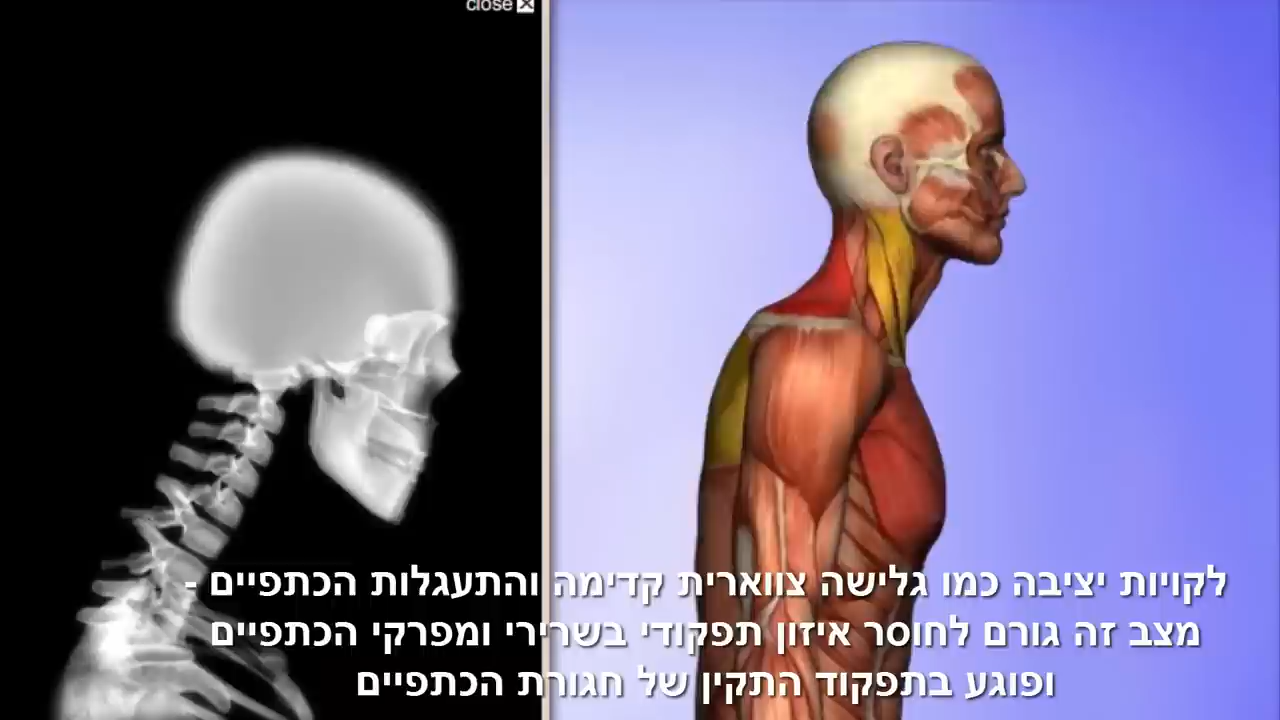 close
לקויות יציבה כמו גלישה צווארית קדימה והתעגלות הכתפיים -
מצב זה גורם לחוסר איזון תפקודי בשרירי ומפרקי הכתפיים
ופוגע בתפקוד התקין של חגורת הכתפיים